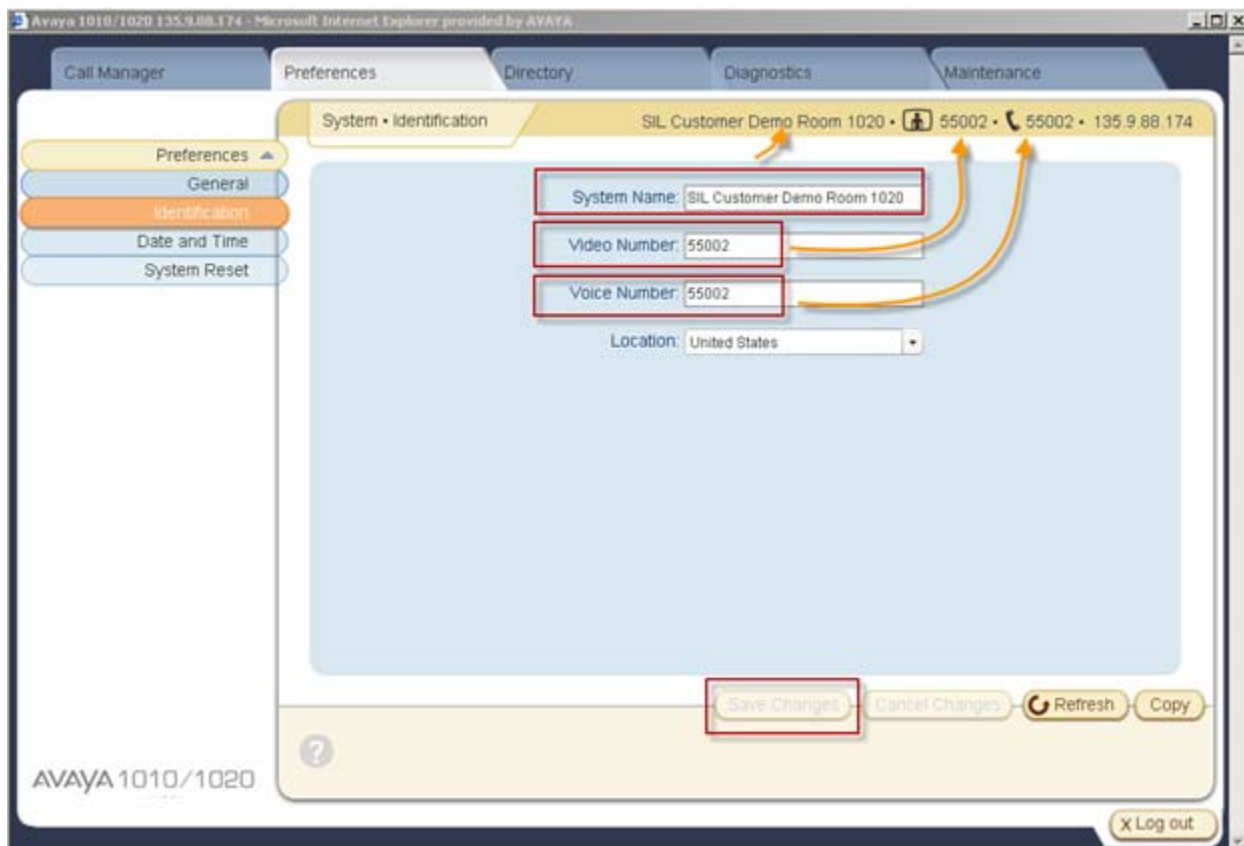 Avaya 1010/1020 135.9.88.174 - Microsoft Internet Explorer provided by AVAYA
Call Manager
Preferences
Directory
Diagnostics
Maintenance
System • Identification
SIL Customer Demo Room 1020 • 55002 • 55002 • 135.9.88.174
Preferences
General
Identification
Date and Time
System Reset
System Name: SIL Customer Demo Room 1020
Video Number: 55002
Voice Number: 55002
Location: United States
Save Changes
Cancel Changes
Refresh
Copy
?
AVAYA 1010/1020
X Log out